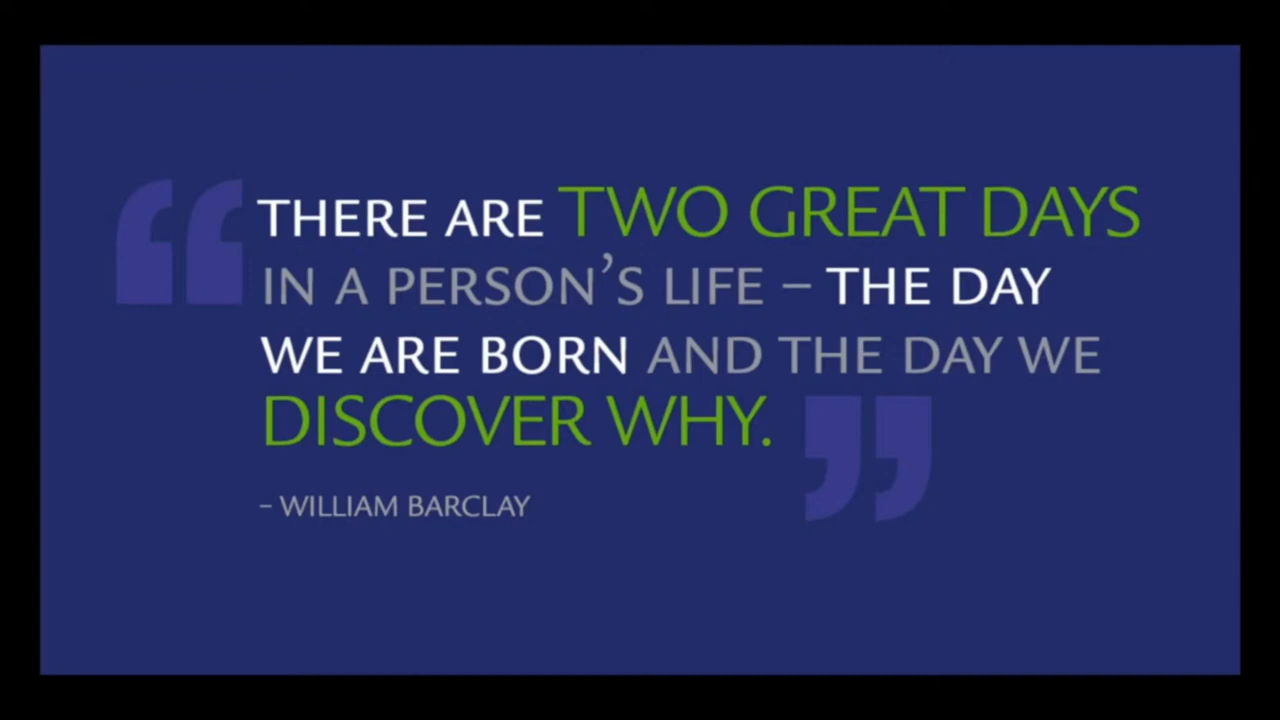 “THERE ARE TWO GREAT DAYS
IN A PERSON’S LIFE – THE DAY
WE ARE BORN AND THE DAY WE
DISCOVER WHY.”
– WILLIAM BARCLAY